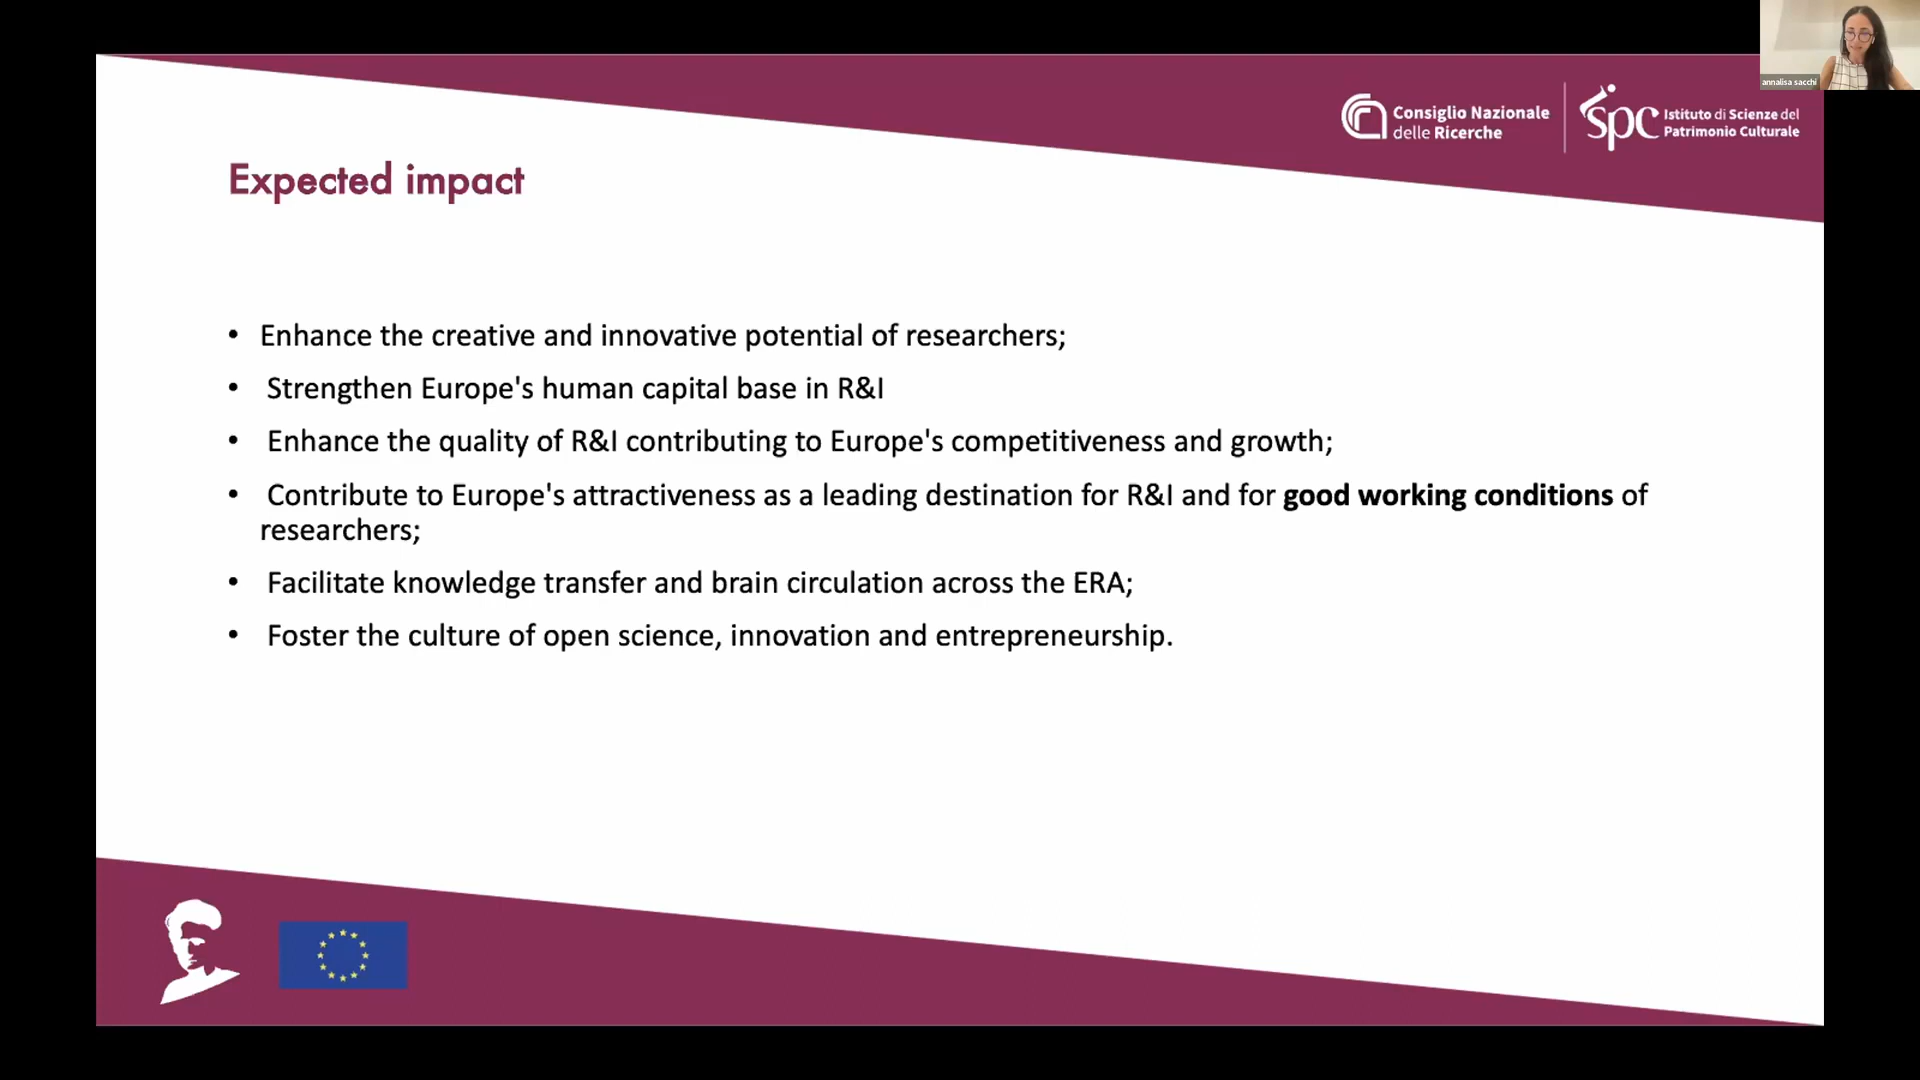 annalisa sacchi
Consiglio Nazionale
delle Ricerche
spc
Istituto di Scienze del
Patrimonio Culturale
Expected impact
• Enhance the creative and innovative potential of researchers;
• Strengthen Europe's human capital base in R&I
• Enhance the quality of R&I contributing to Europe's competitiveness and growth;
• Contribute to Europe's attractiveness as a leading destination for R&I and for good working conditions of
researchers;
• Facilitate knowledge transfer and brain circulation across the ERA;
• Foster the culture of open science, innovation and entrepreneurship.